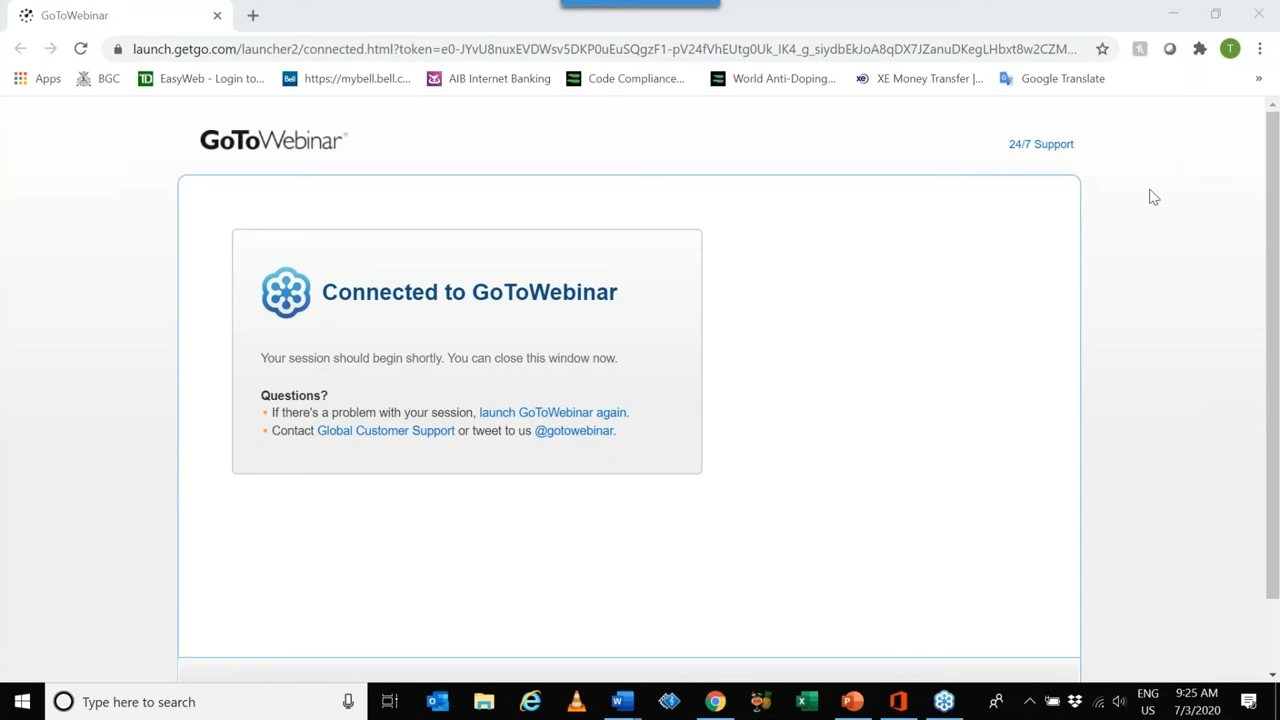 GoToWebinar
launch.getgo.com/launcher2/connected.html?token=e0-JYvU8nuxEVDWsv5DKP0uEuSQgzF1-pV24fVhEUtg0Uk_IK4_g_siydbEkJoA8qDX7JZanuDKegLHbxt8w2CZM...
T
Apps
BGC
TD
EasyWeb - Login to...
Bell
https://mybell.bell.c...
AIB Internet Banking
Code Compliance...
World Anti-Doping...
XE Money Transfer |...
Google Translate
»
GoToWebinar
24/7 Support
Connected to GoToWebinar
Your session should begin shortly. You can close this window now.
Questions?
• If there's a problem with your session, launch GoToWebinar again.
• Contact Global Customer Support or tweet to us @gotowebinar.
Type here to search
ENG
US
9:25 AM
7/3/2020